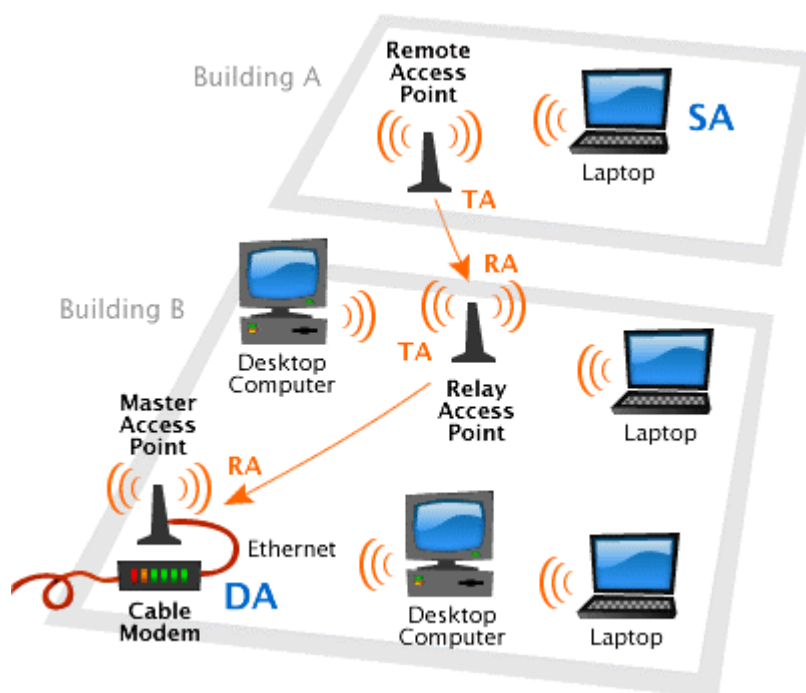 Building A
Remote
Access
Point
SA
Laptop
TA
RA
Building B
TA
Desktop
Computer
Relay
Access
Point
Laptop
Master
Access
Point
RA
Ethernet
DA
Cable
Modem
Desktop
Computer
Laptop